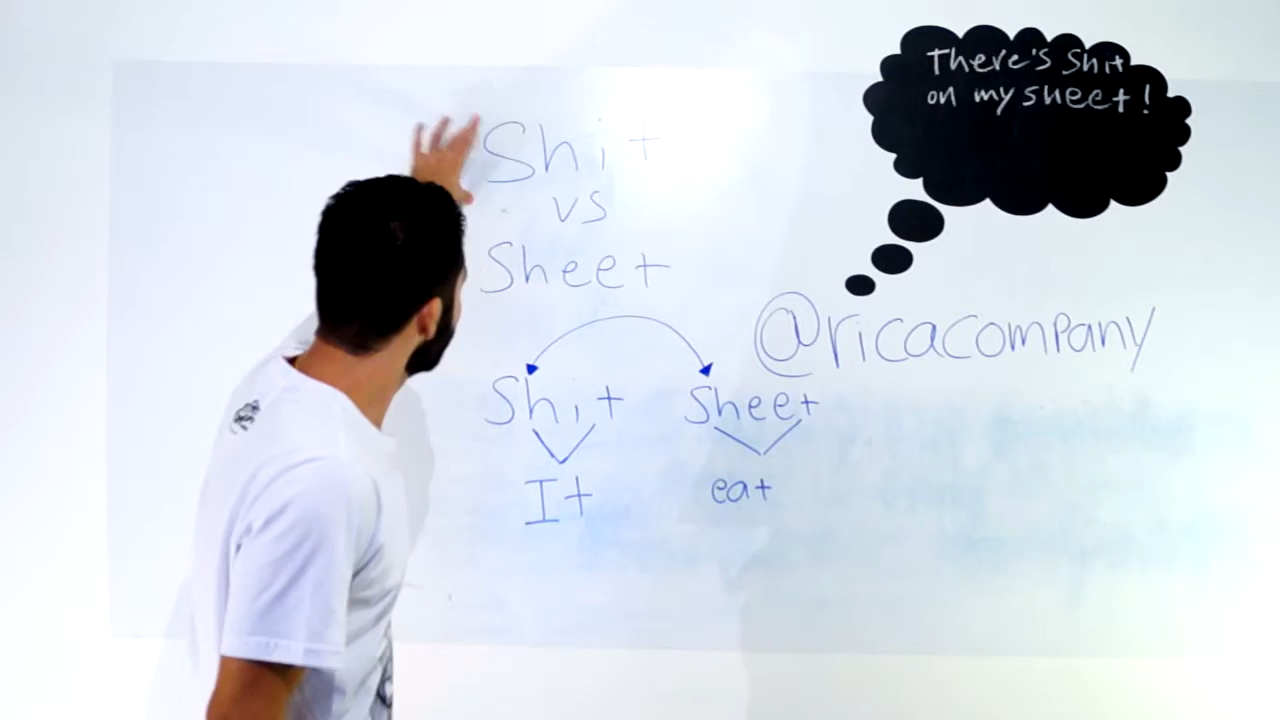 There's Shit
on my sheet!
Shit
vs
Sheet
@ricacompany
Shit
Sheet
It
eat